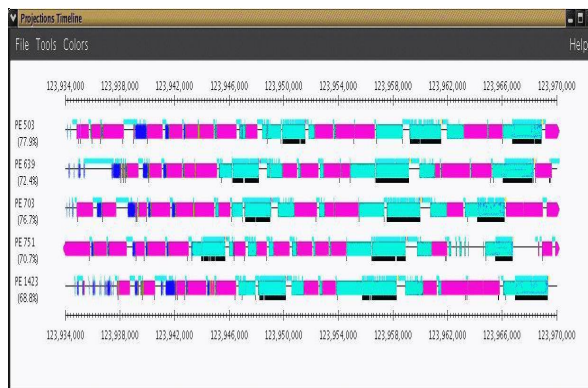 Projections Timeline
File Tools Colors Help
123,934,000 123,938,000 123,942,000 123,946,000 123,950,000 123,954,000 123,958,000 123,962,000 123,966,000 123,970,000
PE 503
(77.9%)
PE 639
(72.4%)
PE 703
(76.7%)
PE 751
(70.7%)
PE 1423
(68.8%)
123,934,000 123,938,000 123,942,000 123,946,000 123,950,000 123,954,000 123,958,000 123,962,000 123,966,000 123,970,000